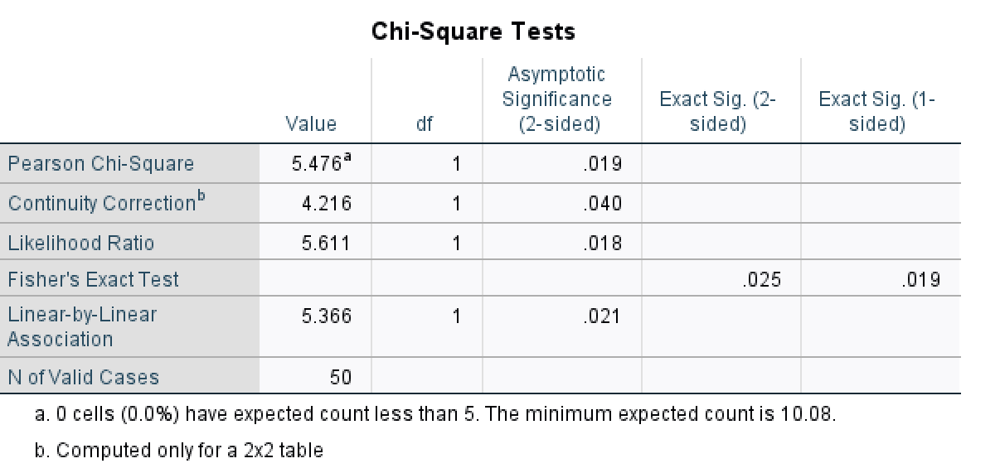 Chi-Square Tests
Value df Asymptotic Significance (2-sided) Exact Sig. (2-sided) Exact Sig. (1-sided)
Pearson Chi-Square 5.476a 1 .019
Continuity Correctionb 4.216 1 .040
Likelihood Ratio 5.611 1 .018
Fisher's Exact Test .025 .019
Linear-by-Linear Association 5.366 1 .021
N of Valid Cases 50
a. 0 cells (0.0%) have expected count less than 5. The minimum expected count is 10.08.
b. Computed only for a 2x2 table